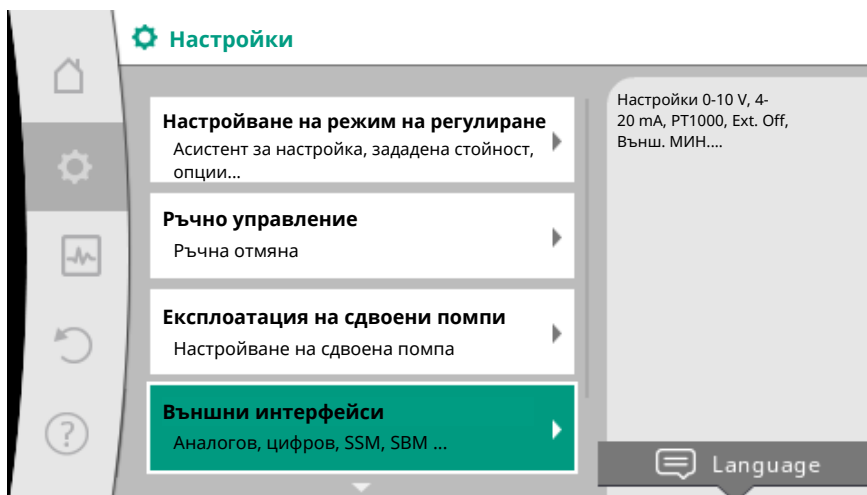 Настройки
Настройване на режим на регулиране
Асистент за настройка, зададена стойност,
опции...
Ръчно управление
Ръчна отмяна
Експлоатация на сдвоени помпи
Настройване на сдвоена помпа
Външни интерфейси
Аналогов, цифров, SSM, SBM ...
Настройки 0-10 V, 4-
20 mA, PT1000, Ext. Off,
Външ. МИН....
Language